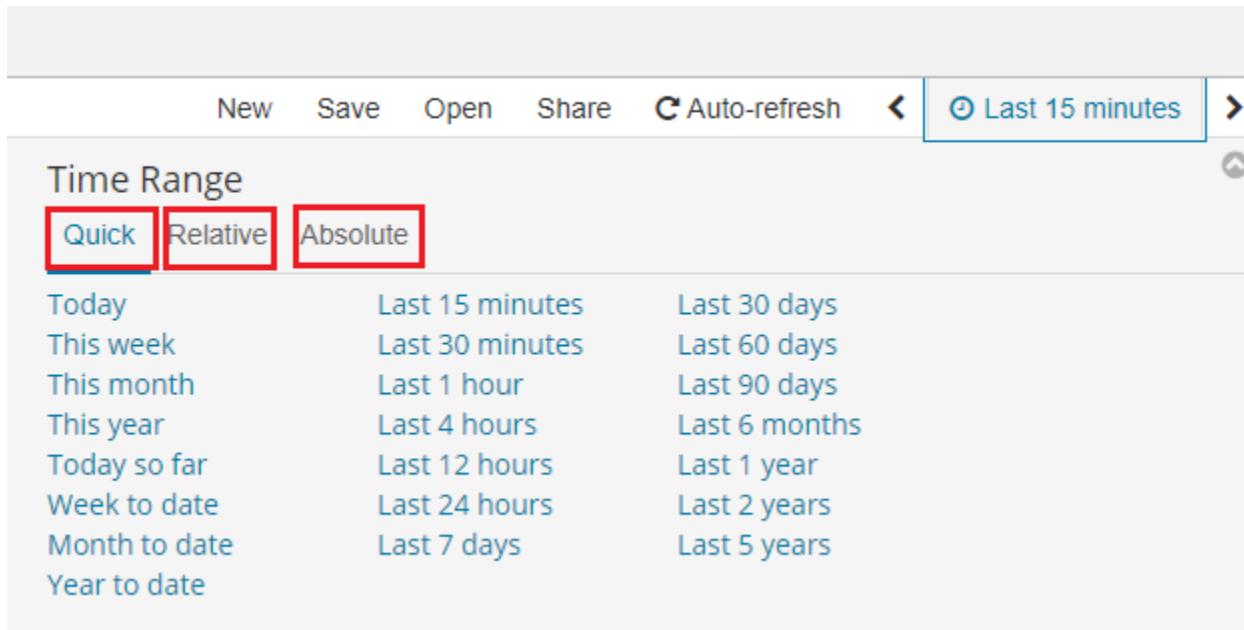 New Save Open Share Auto-refresh Last 15 minutes
Time Range
Quick Relative Absolute
Today Last 15 minutes Last 30 days
This week Last 30 minutes Last 60 days
This month Last 1 hour Last 90 days
This year Last 4 hours Last 6 months
Today so far Last 12 hours Last 1 year
Week to date Last 24 hours Last 2 years
Month to date Last 7 days Last 5 years
Year to date